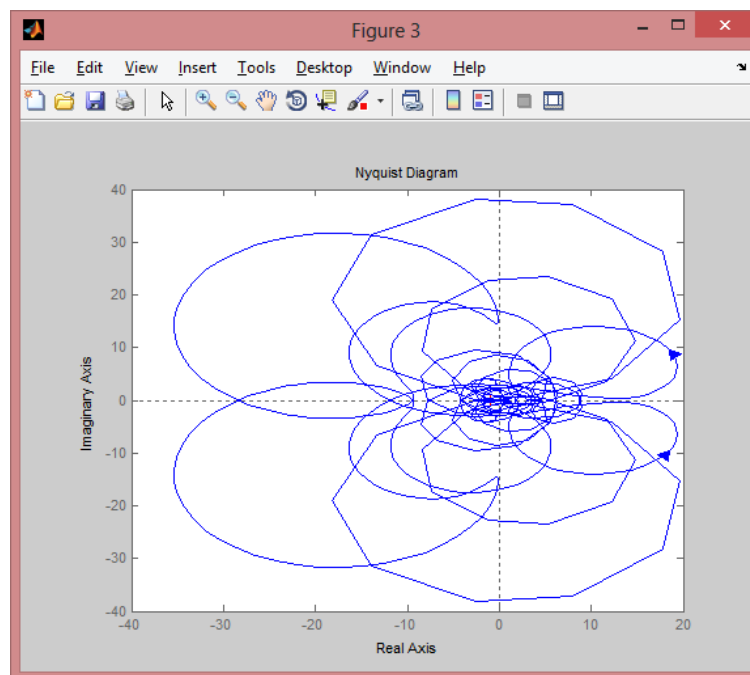 Figure 3
File Edit View Insert Tools Desktop Window Help
Nyquist Diagram
40
30
20
10
0
-10
-20
-30
-40
Imaginary Axis
-40 -30 -20 -10 0 10 20
Real Axis